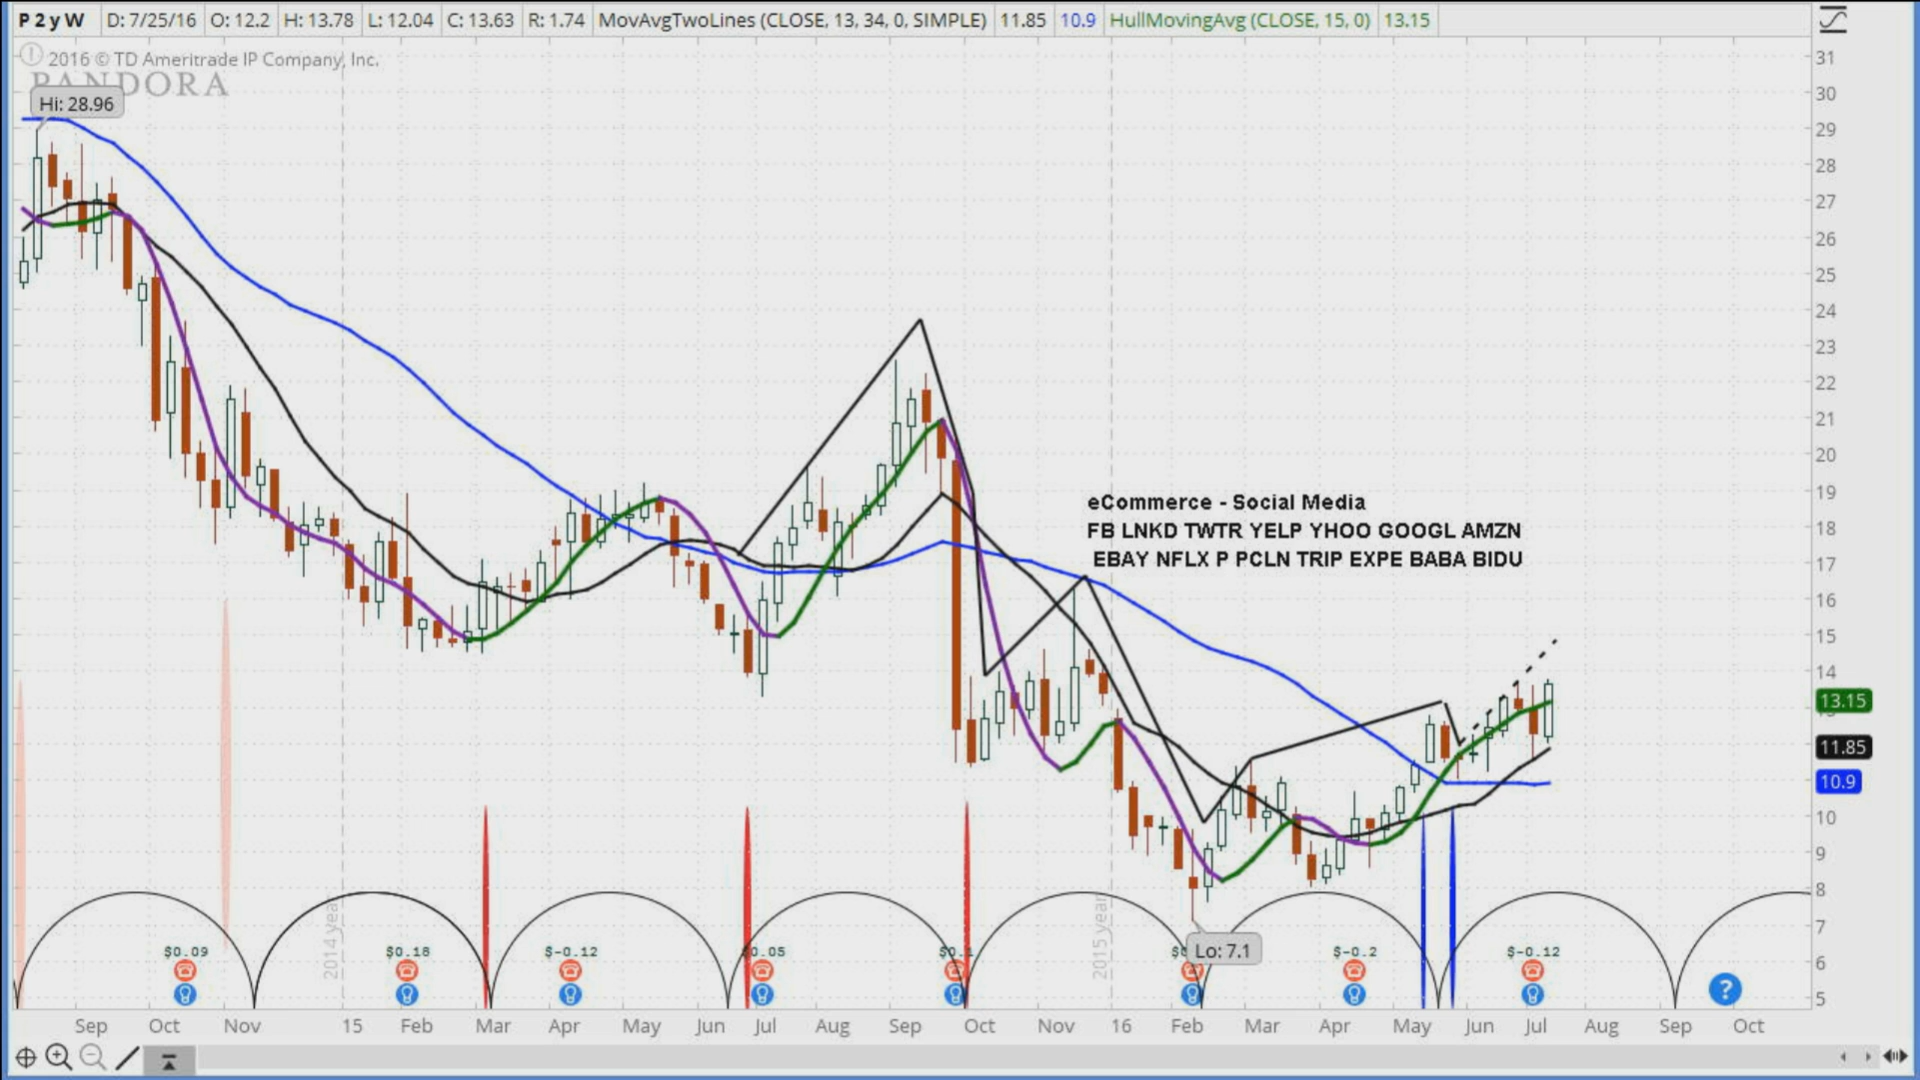 P 2 y W D: 7/25/16 O: 12.2 H: 13.78 L: 12.04 C: 13.63 R: 1.74 MovAvgTwoLines (CLOSE, 13, 34, 0, SIMPLE) 11.85 10.9 HullMovingAvg (CLOSE, 15, 0) 13.15
2016 © TD Ameritrade IP Company, Inc.
PANDORA
Hi: 28.96
31
30
29
28
27
26
25
24
23
22
21
20
19
eCommerce - Social Media
18
FB LNKD TWTR YELP YHOO GOOGL AMZN
17
EBAY NFLX P PCLN TRIP EXPE BABA BIDU
16
15
14
13.15
11.85
10.9
10
9
8
7
2014 year
2015 year
$0.09 $0.18 $-0.12 $0.05 $0.1 Lo: 7.1 $-0.2 $-0.12
6
5
?
Sep Oct Nov 15 Feb Mar Apr May Jun Jul Aug Sep Oct Nov 16 Feb Mar Apr May Jun Jul Aug Sep Oct